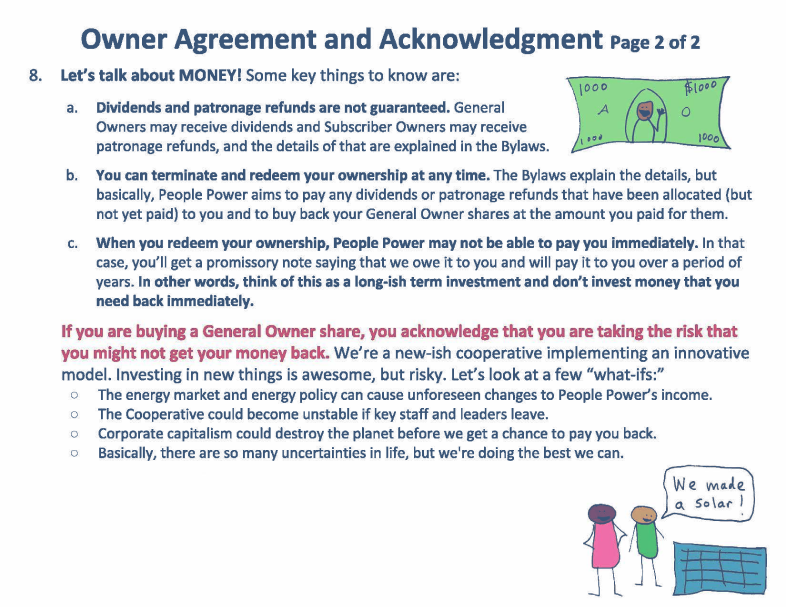 Owner Agreement and Acknowledgment Page 2 of 2
8. Let's talk about MONEY! Some key things to know are:
1000 $1000
A O
1000 1000
a. Dividends and patronage refunds are not guaranteed. General
Owners may receive dividends and Subscriber Owners may receive
patronage refunds, and the details of that are explained in the Bylaws.
b. You can terminate and redeem your ownership at any time. The Bylaws explain the details, but
basically, People Power aims to pay any dividends or patronage refunds that have been allocated (but
not yet paid) to you and to buy back your General Owner shares at the amount you paid for them.
c. When you redeem your ownership, People Power may not be able to pay you immediately. In that
case, you'll get a promissory note saying that we owe it to you and will pay it to you over a period of
years. In other words, think of this as a long-ish term investment and don't invest money that you
need back immediately.
If you are buying a General Owner share, you acknowledge that you are taking the risk that
you might not get your money back. We're a new-ish cooperative implementing an innovative
model. Investing in new things is awesome, but risky. Let's look at a few "what-ifs:"
○ The energy market and energy policy can cause unforeseen changes to People Power's income.
○ The Cooperative could become unstable if key staff and leaders leave.
○ Corporate capitalism could destroy the planet before we get a chance to pay you back.
○ Basically, there are so many uncertainties in life, but we're doing the best we can.
We made
a solar!